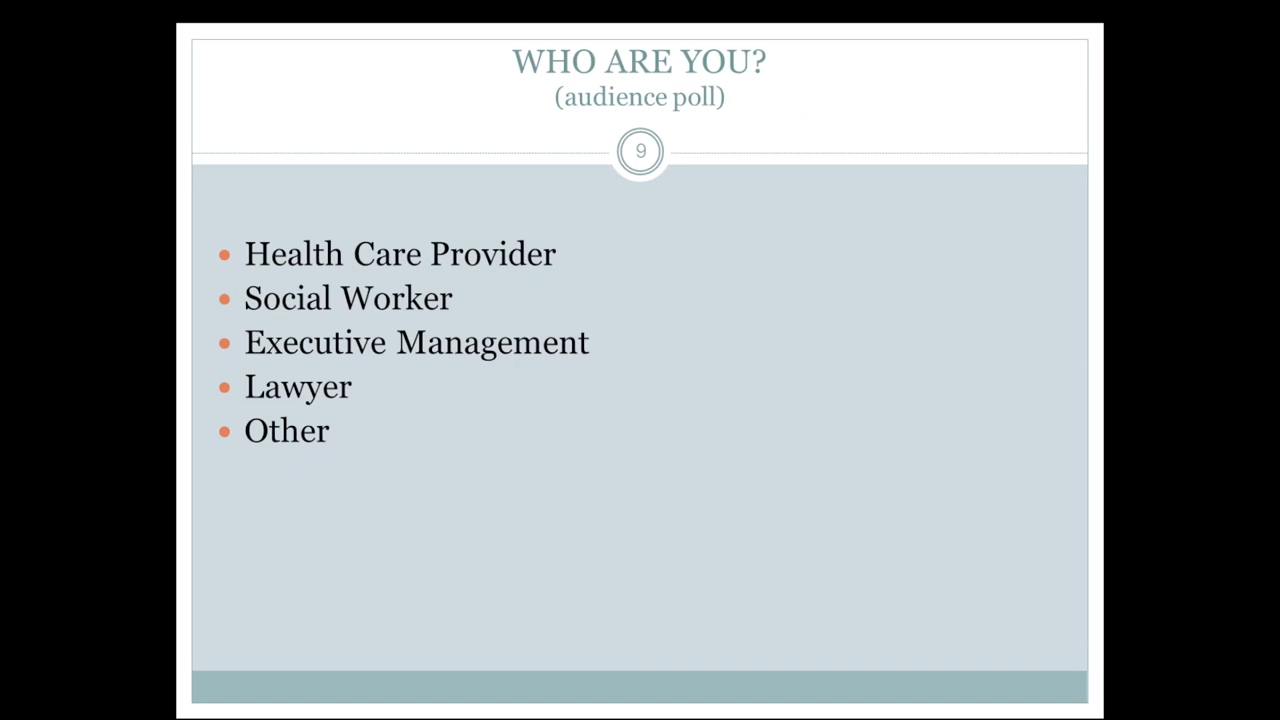 WHO ARE YOU?
(audience poll)
9
Health Care Provider
Social Worker
Executive Management
Lawyer
Other